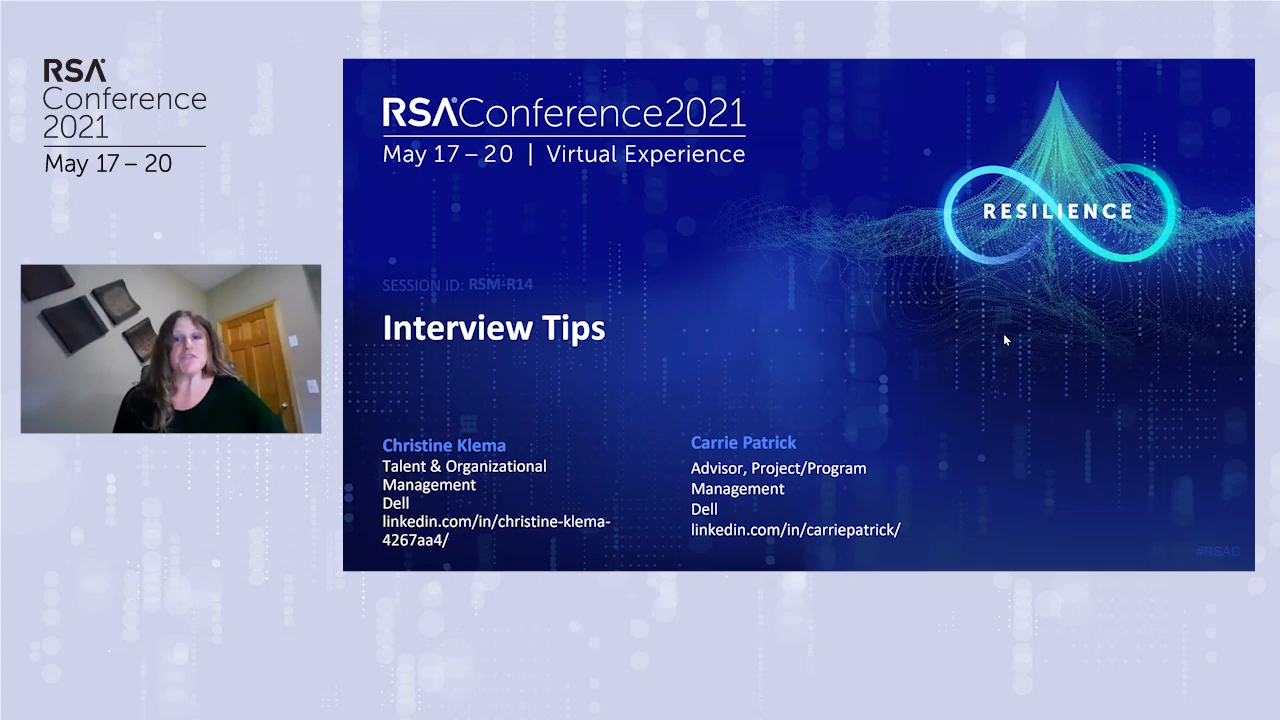 RSA
Conference
2021
May 17 – 20
RSAConference2021
May 17 – 20 | Virtual Experience
RESILIENCE
SESSION ID: RSM-R14
Interview Tips
Christine Klema
Talent & Organizational
Management
Dell
linkedin.com/in/christine-klema-
4267aa4/
Carrie Patrick
Advisor, Project/Program
Management
Dell
linkedin.com/in/carriepatrick/
#RSAC